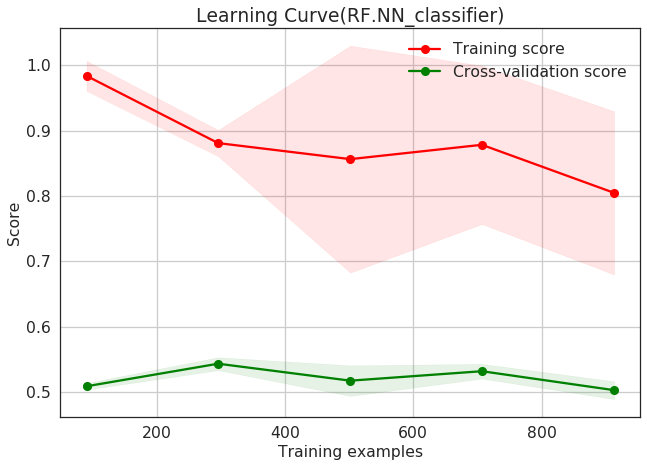 Learning Curve(RF.NN_classifier)
Training score
Cross-validation score
1.0
0.9
0.8
0.7
0.6
0.5
Score
200
400
600
800
Training examples